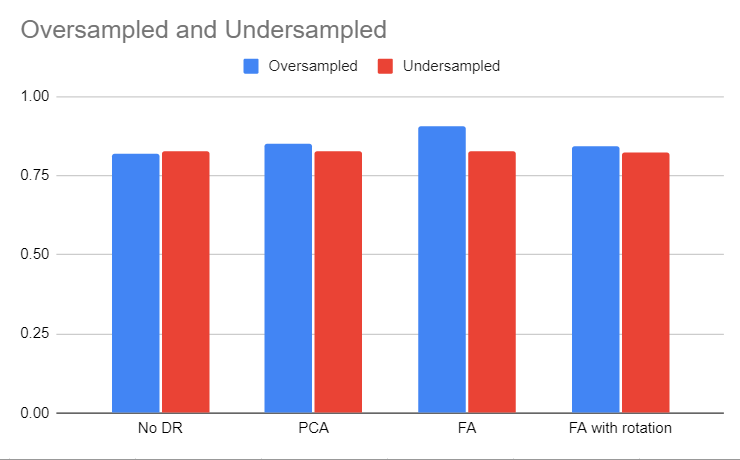 Oversampled and Undersampled
Oversampled Undersampled
1.00
0.75
0.50
0.25
0.00
No DR PCA FA FA with rotation